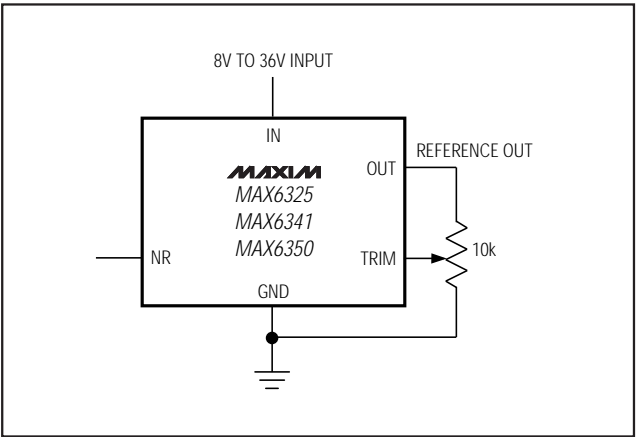 8V TO 36V INPUT
IN
REFERENCE OUT
OUT
MAXIM
MAX6325
MAX6341
MAX6350
NR
TRIM
10k
GND